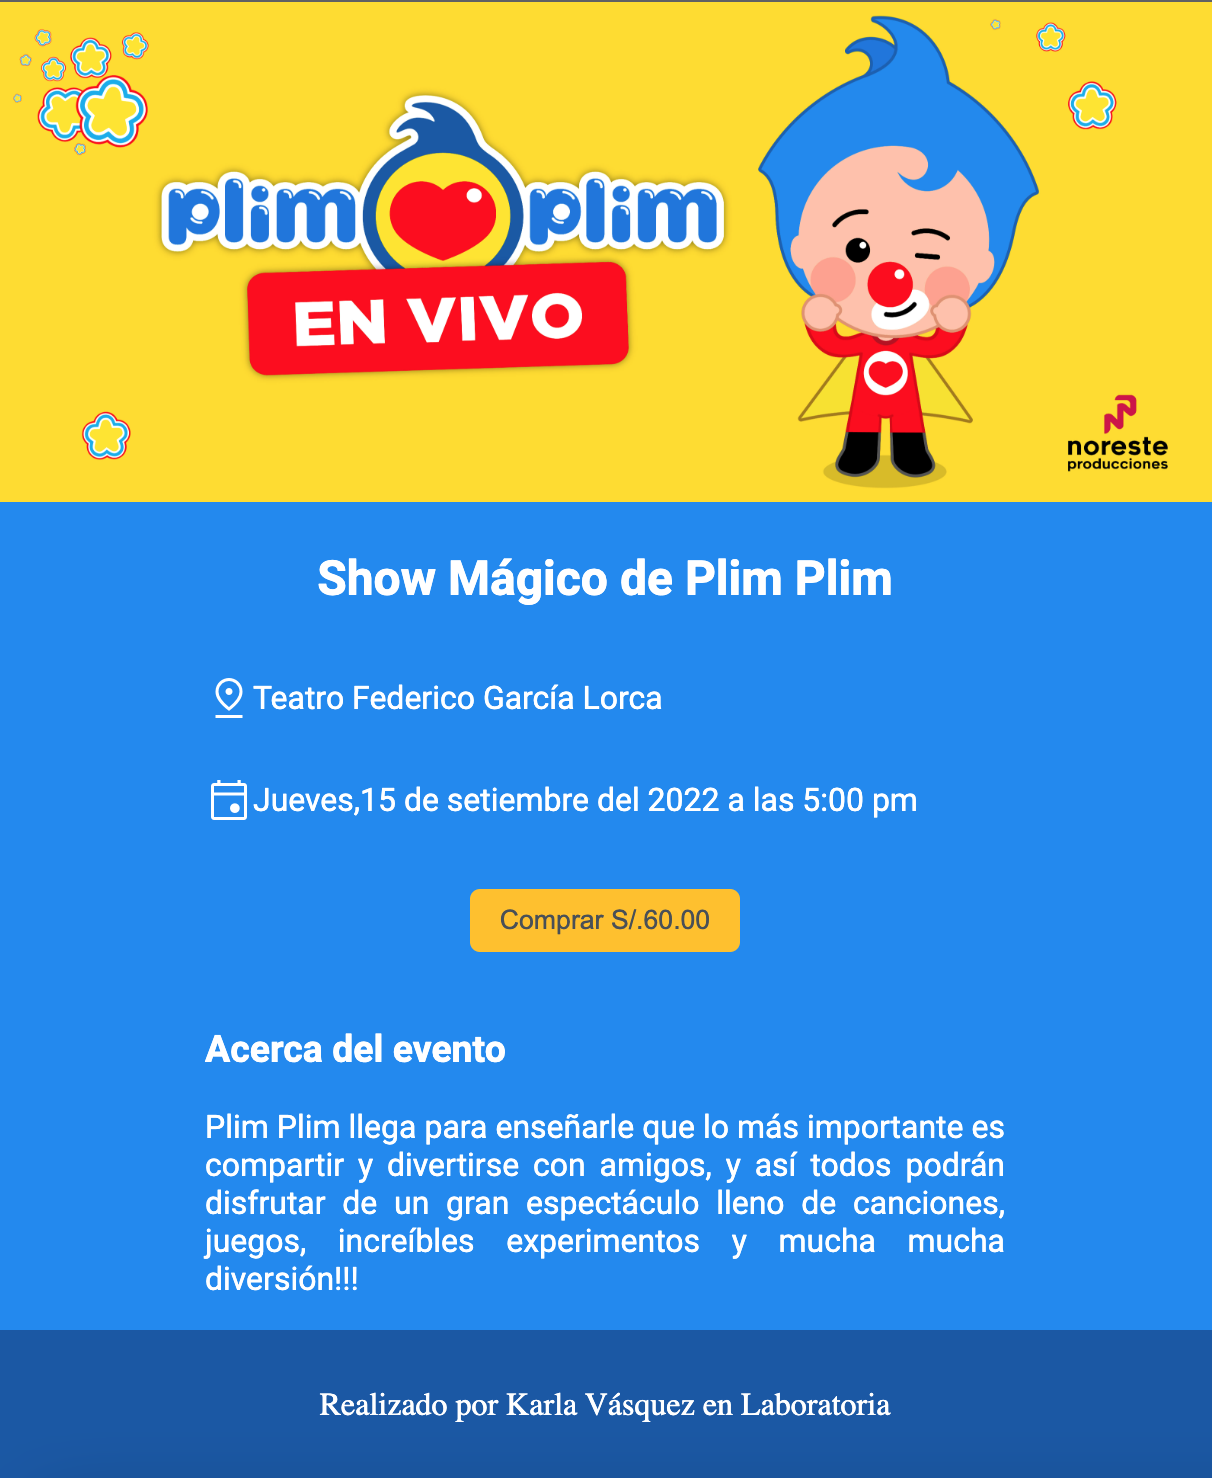 plim plim
EN VIVO
noreste
producciones
Show Mágico de Plim Plim
Teatro Federico García Lorca
Jueves,15 de setiembre del 2022 a las 5:00 pm
Comprar S/.60.00
Acerca del evento
Plim Plim llega para enseñarle que lo más importante es
compartir y divertirse con amigos, y así todos podrán
disfrutar de un gran espectáculo lleno de canciones,
juegos, increíbles experimentos y mucha mucha
diversión!!!
Realizado por Karla Vásquez en Laboratoria